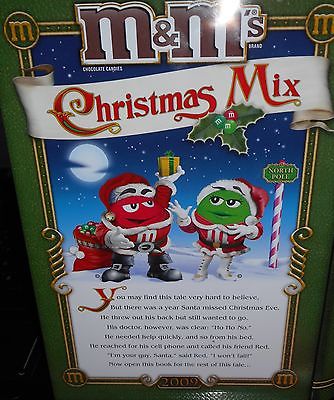 m
m
m&m's
CHOCOLATE CANDIES
BRAND
Christmas Mix
m
m
NORTH
POLE
You may find this tale very hard to believe,
But there was a year Santa missed Christmas Eve.
He threw out his back but still wanted to go.
His doctor, however, was clear: "Ho Ho No."
He needed help quickly, and so from his bed,
He reached for his cell phone and called his friend Red.
"I'm your guy, Santa," said Red. "I won't fail!"
Now open this book for the rest of this tale...
m
2009
m